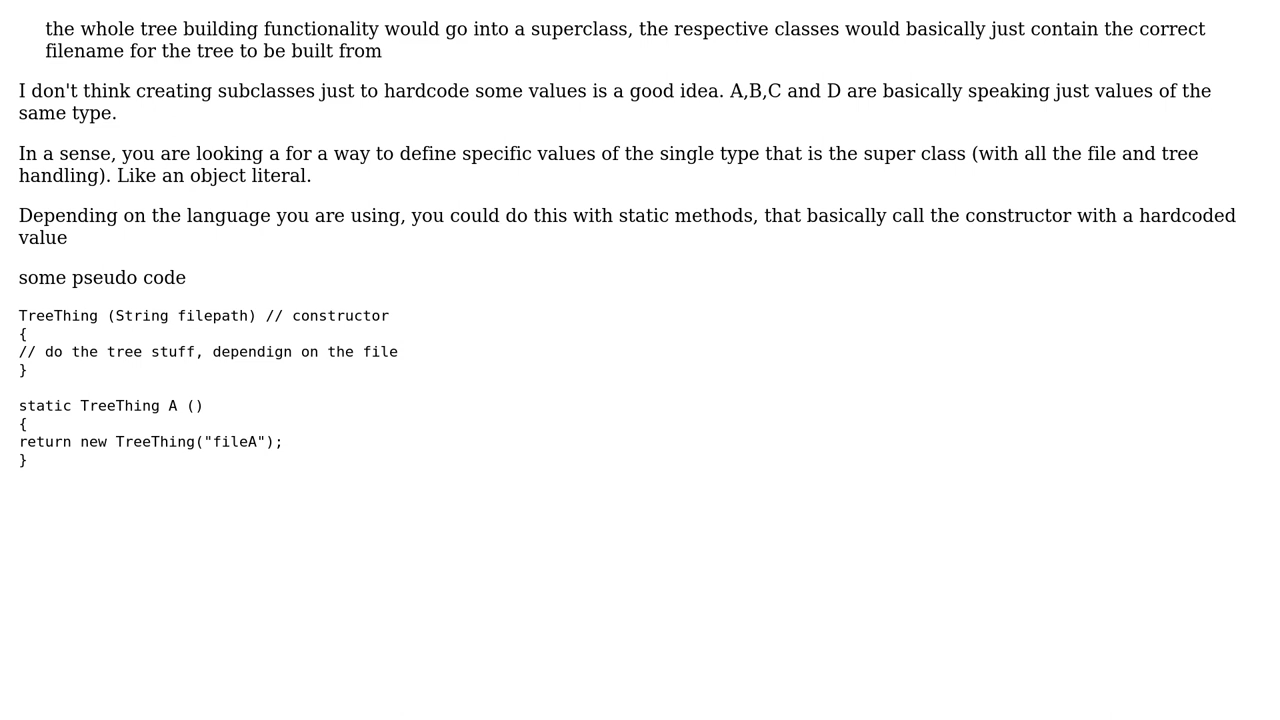 the whole tree building functionality would go into a superclass, the respective classes would basically just contain the correct
filename for the tree to be built from
I don't think creating subclasses just to hardcode some values is a good idea. A,B,C and D are basically speaking just values of the
same type.
In a sense, you are looking a for a way to define specific values of the single type that is the super class (with all the file and tree
handling). Like an object literal.
Depending on the language you are using, you could do this with static methods, that basically call the constructor with a hardcoded
value
some pseudo code
TreeThing (String filepath) // constructor
{
// do the tree stuff, dependign on the file
}
static TreeThing A ()
{
return new TreeThing("fileA");
}